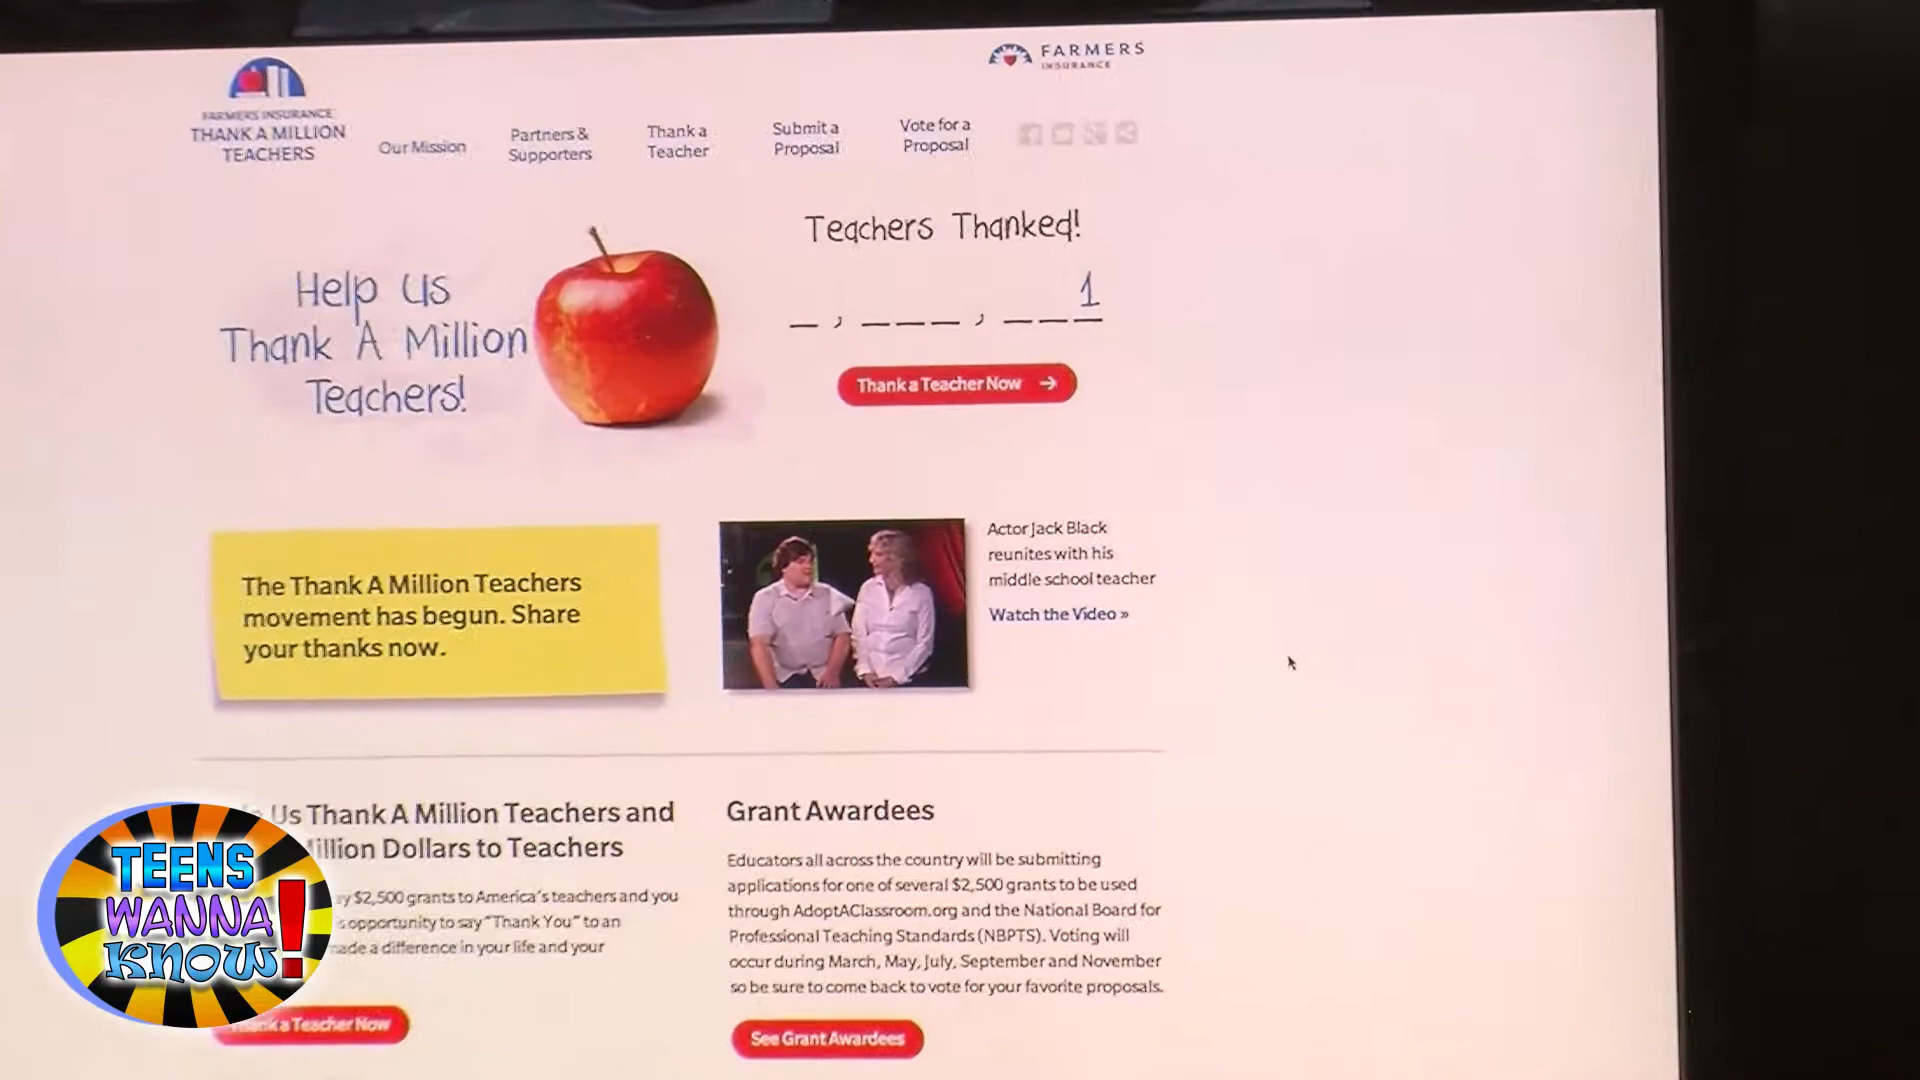 FARMERS
INSURANCE
FARMERS INSURANCE
THANK A MILLION
TEACHERS
Our Mission
Partners &
Supporters
Thank a
Teacher
Submit a
Proposal
Vote for a
Proposal
Help Us
Thank A Million
Teachers!
Teachers Thanked!
_ , _ _ _ , _ _ 1
Thank a Teacher Now →
The Thank A Million Teachers
movement has begun. Share
your thanks now.
Actor Jack Black
reunites with his
middle school teacher
Watch the Video »
Us Thank A Million Teachers and
illion Dollars to Teachers
$2,500 grants to America's teachers and you
s opportunity to say "Thank You" to an
ade a difference in your life and your
Thank a Teacher Now
Grant Awardees
Educators all across the country will be submitting
applications for one of several $2,500 grants to be used
through AdoptAClassroom.org and the National Board for
Professional Teaching Standards (NBPTS). Voting will
occur during March, May, July, September and November
so be sure to come back to vote for your favorite proposals.
See Grant Awardees
TEENS
WANNA
KNOW!